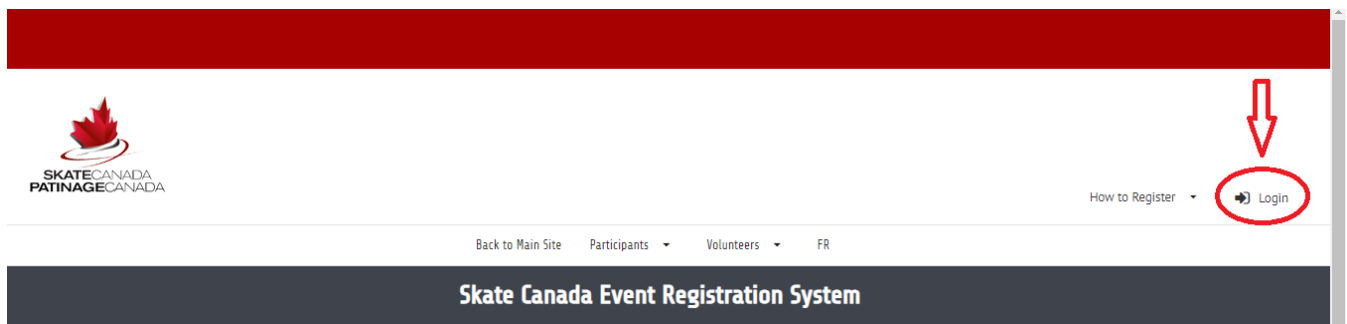 SKATECANADA
PATINAGECANADA
How to Register Login
Back to Main Site Participants Volunteers FR
Skate Canada Event Registration System